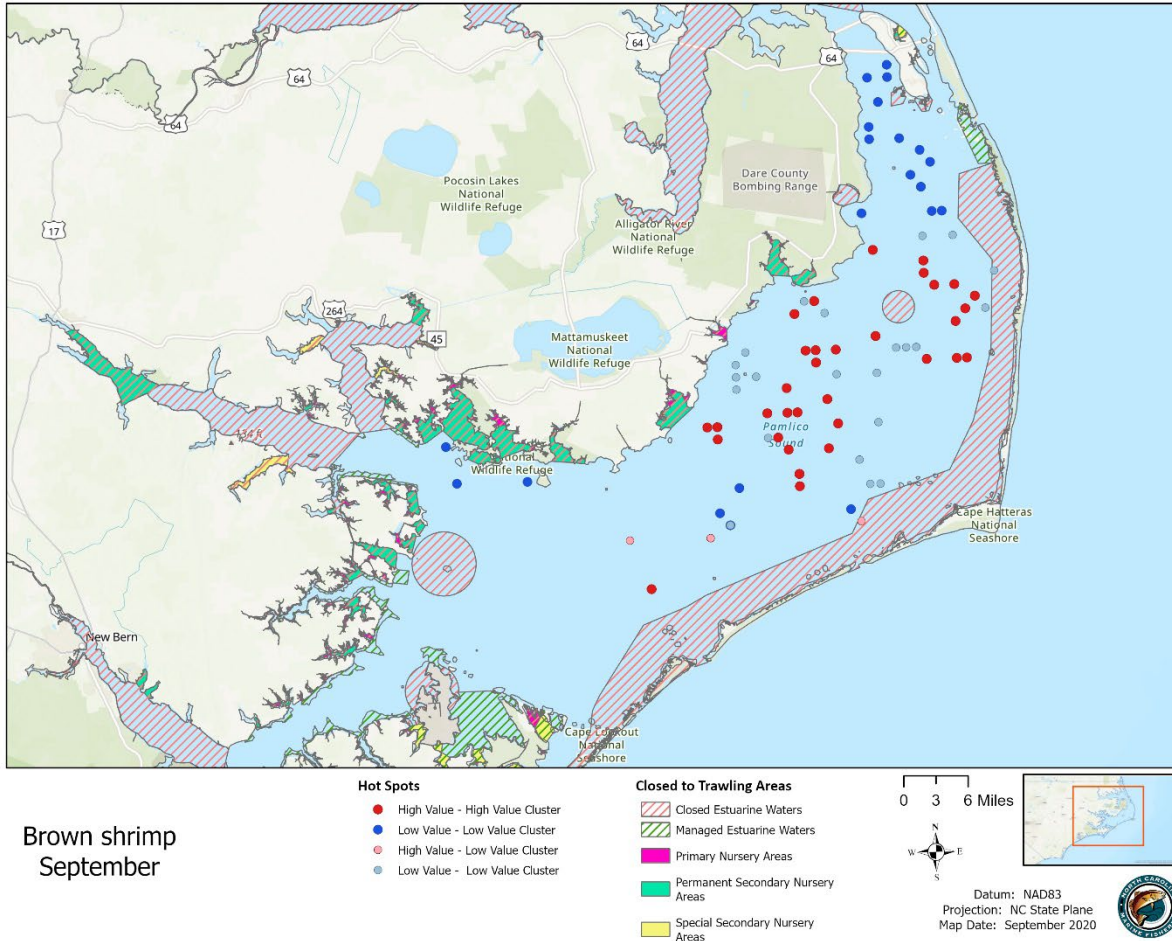 64
64
64
64
Pocosin Lakes
National
Wildlife Refuge
Dare County
Bombing Range
17
Alligator River
National
Wildlife Refuge
264
45
Mattamuskeet
National
Wildlife Refuge
Pamlico
Sound
National
Wildlife Refuge
Cape Hatteras
National
Seashore
New Bern
Cape Lookout
National
Seashore
Brown shrimp
September
Hot Spots
High Value - High Value Cluster
Low Value - Low Value Cluster
High Value - Low Value Cluster
Low Value - Low Value Cluster
Closed to Trawling Areas
Closed Estuarine Waters
Managed Estuarine Waters
Primary Nursery Areas
Permanent Secondary Nursery
Areas
Special Secondary Nursery
Areas
0 3 6 Miles
N
W E
S
Datum: NAD83
Projection: NC State Plane
Map Date: September 2020
NORTH CAROLINA
MARINE FISHERIES